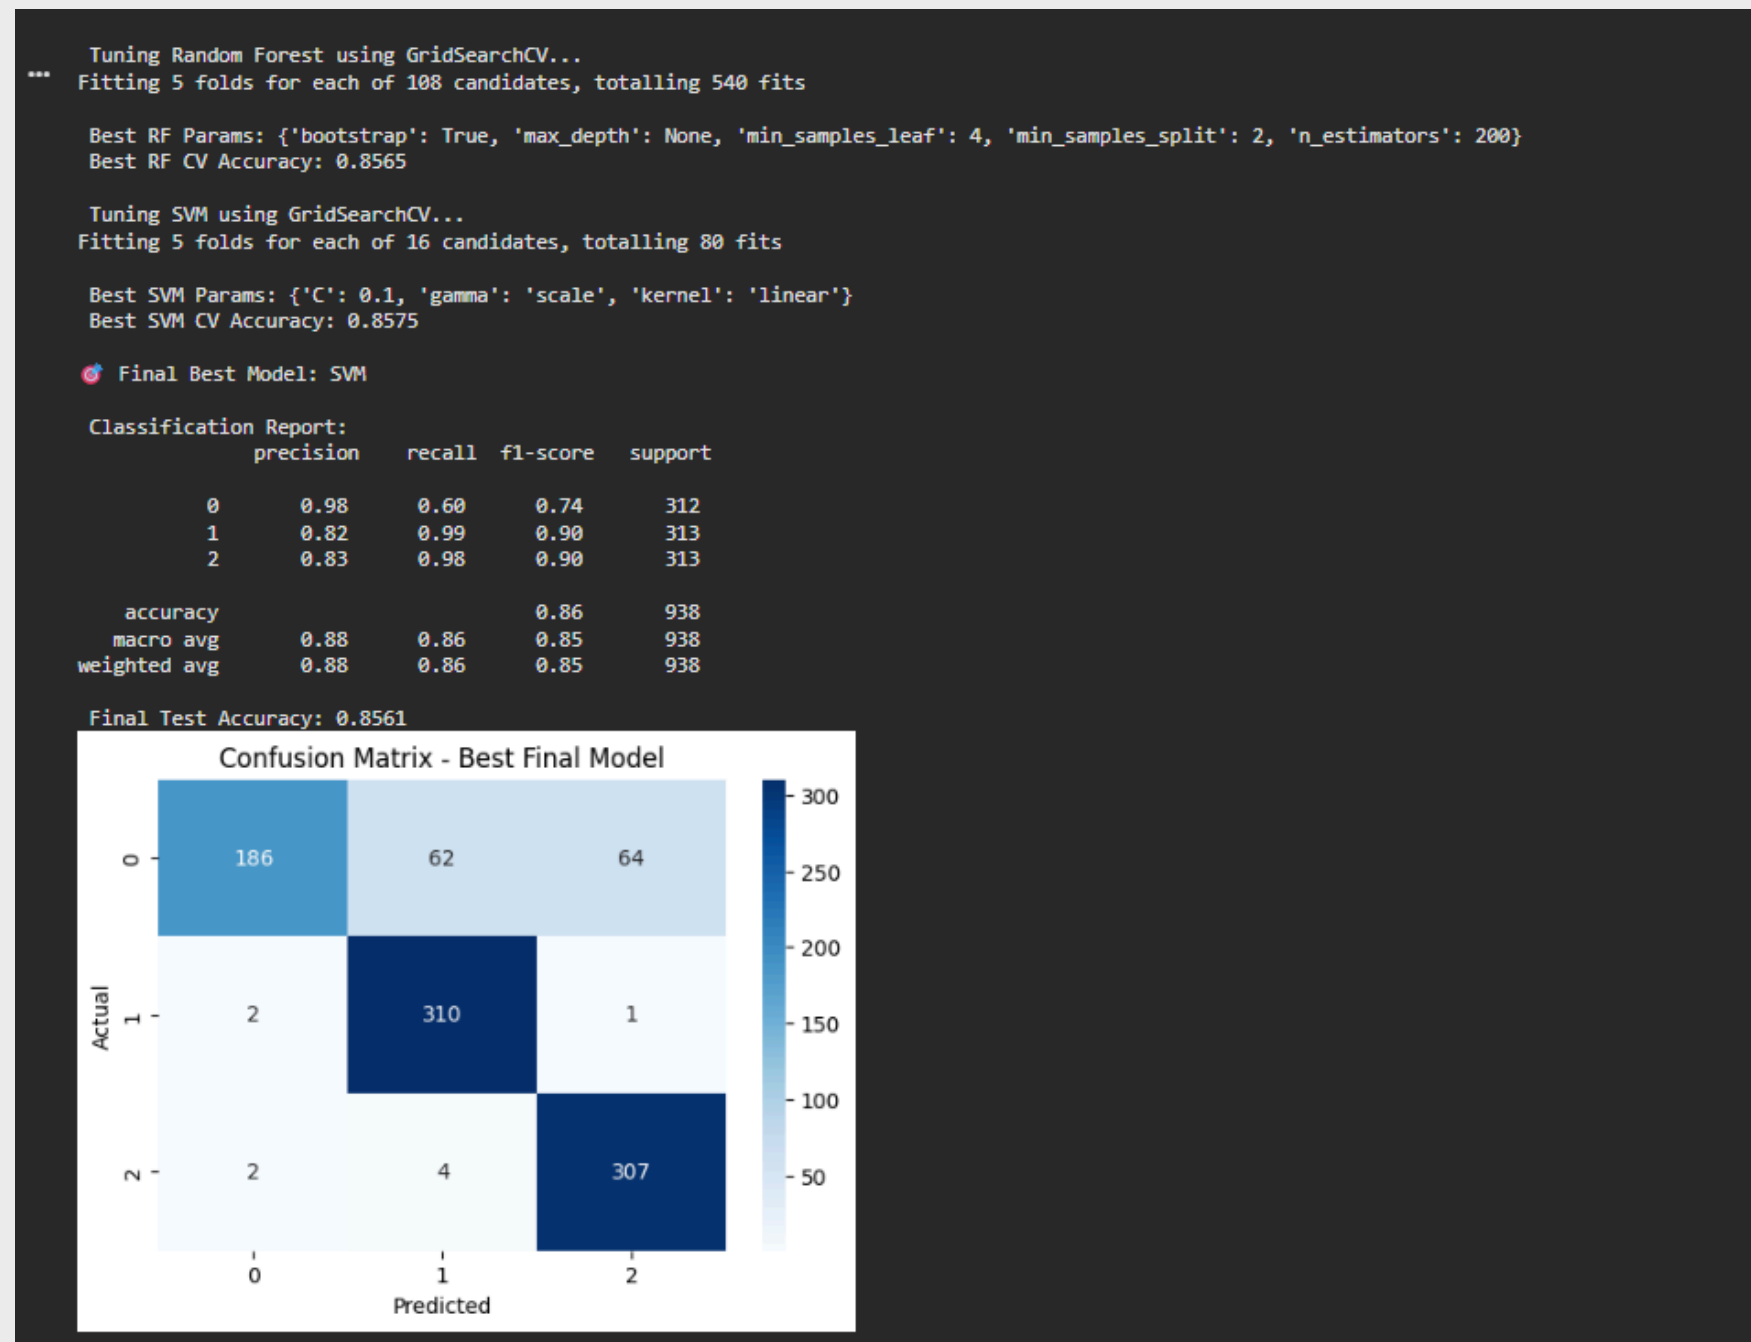 Tuning Random Forest using GridSearchCV...
Fitting 5 folds for each of 108 candidates, totalling 540 fits
Best RF Params: {'bootstrap': True, 'max_depth': None, 'min_samples_leaf': 4, 'min_samples_split': 2, 'n_estimators': 200}
Best RF CV Accuracy: 0.8565
Tuning SVM using GridSearchCV...
Fitting 5 folds for each of 16 candidates, totalling 80 fits
Best SVM Params: {'C': 0.1, 'gamma': 'scale', 'kernel': 'linear'}
Best SVM CV Accuracy: 0.8575
🎯 Final Best Model: SVM
Classification Report:
precision recall f1-score support
0 0.98 0.60 0.74 312
1 0.82 0.99 0.90 313
2 0.83 0.98 0.90 313
accuracy 0.86 938
macro avg 0.88 0.86 0.85 938
weighted avg 0.88 0.86 0.85 938
Final Test Accuracy: 0.8561
Confusion Matrix - Best Final Model
0 186 62 64
1 2 310 1
2 2 4 307
0 1 2
Predicted
Actual
300
250
200
150
100
50